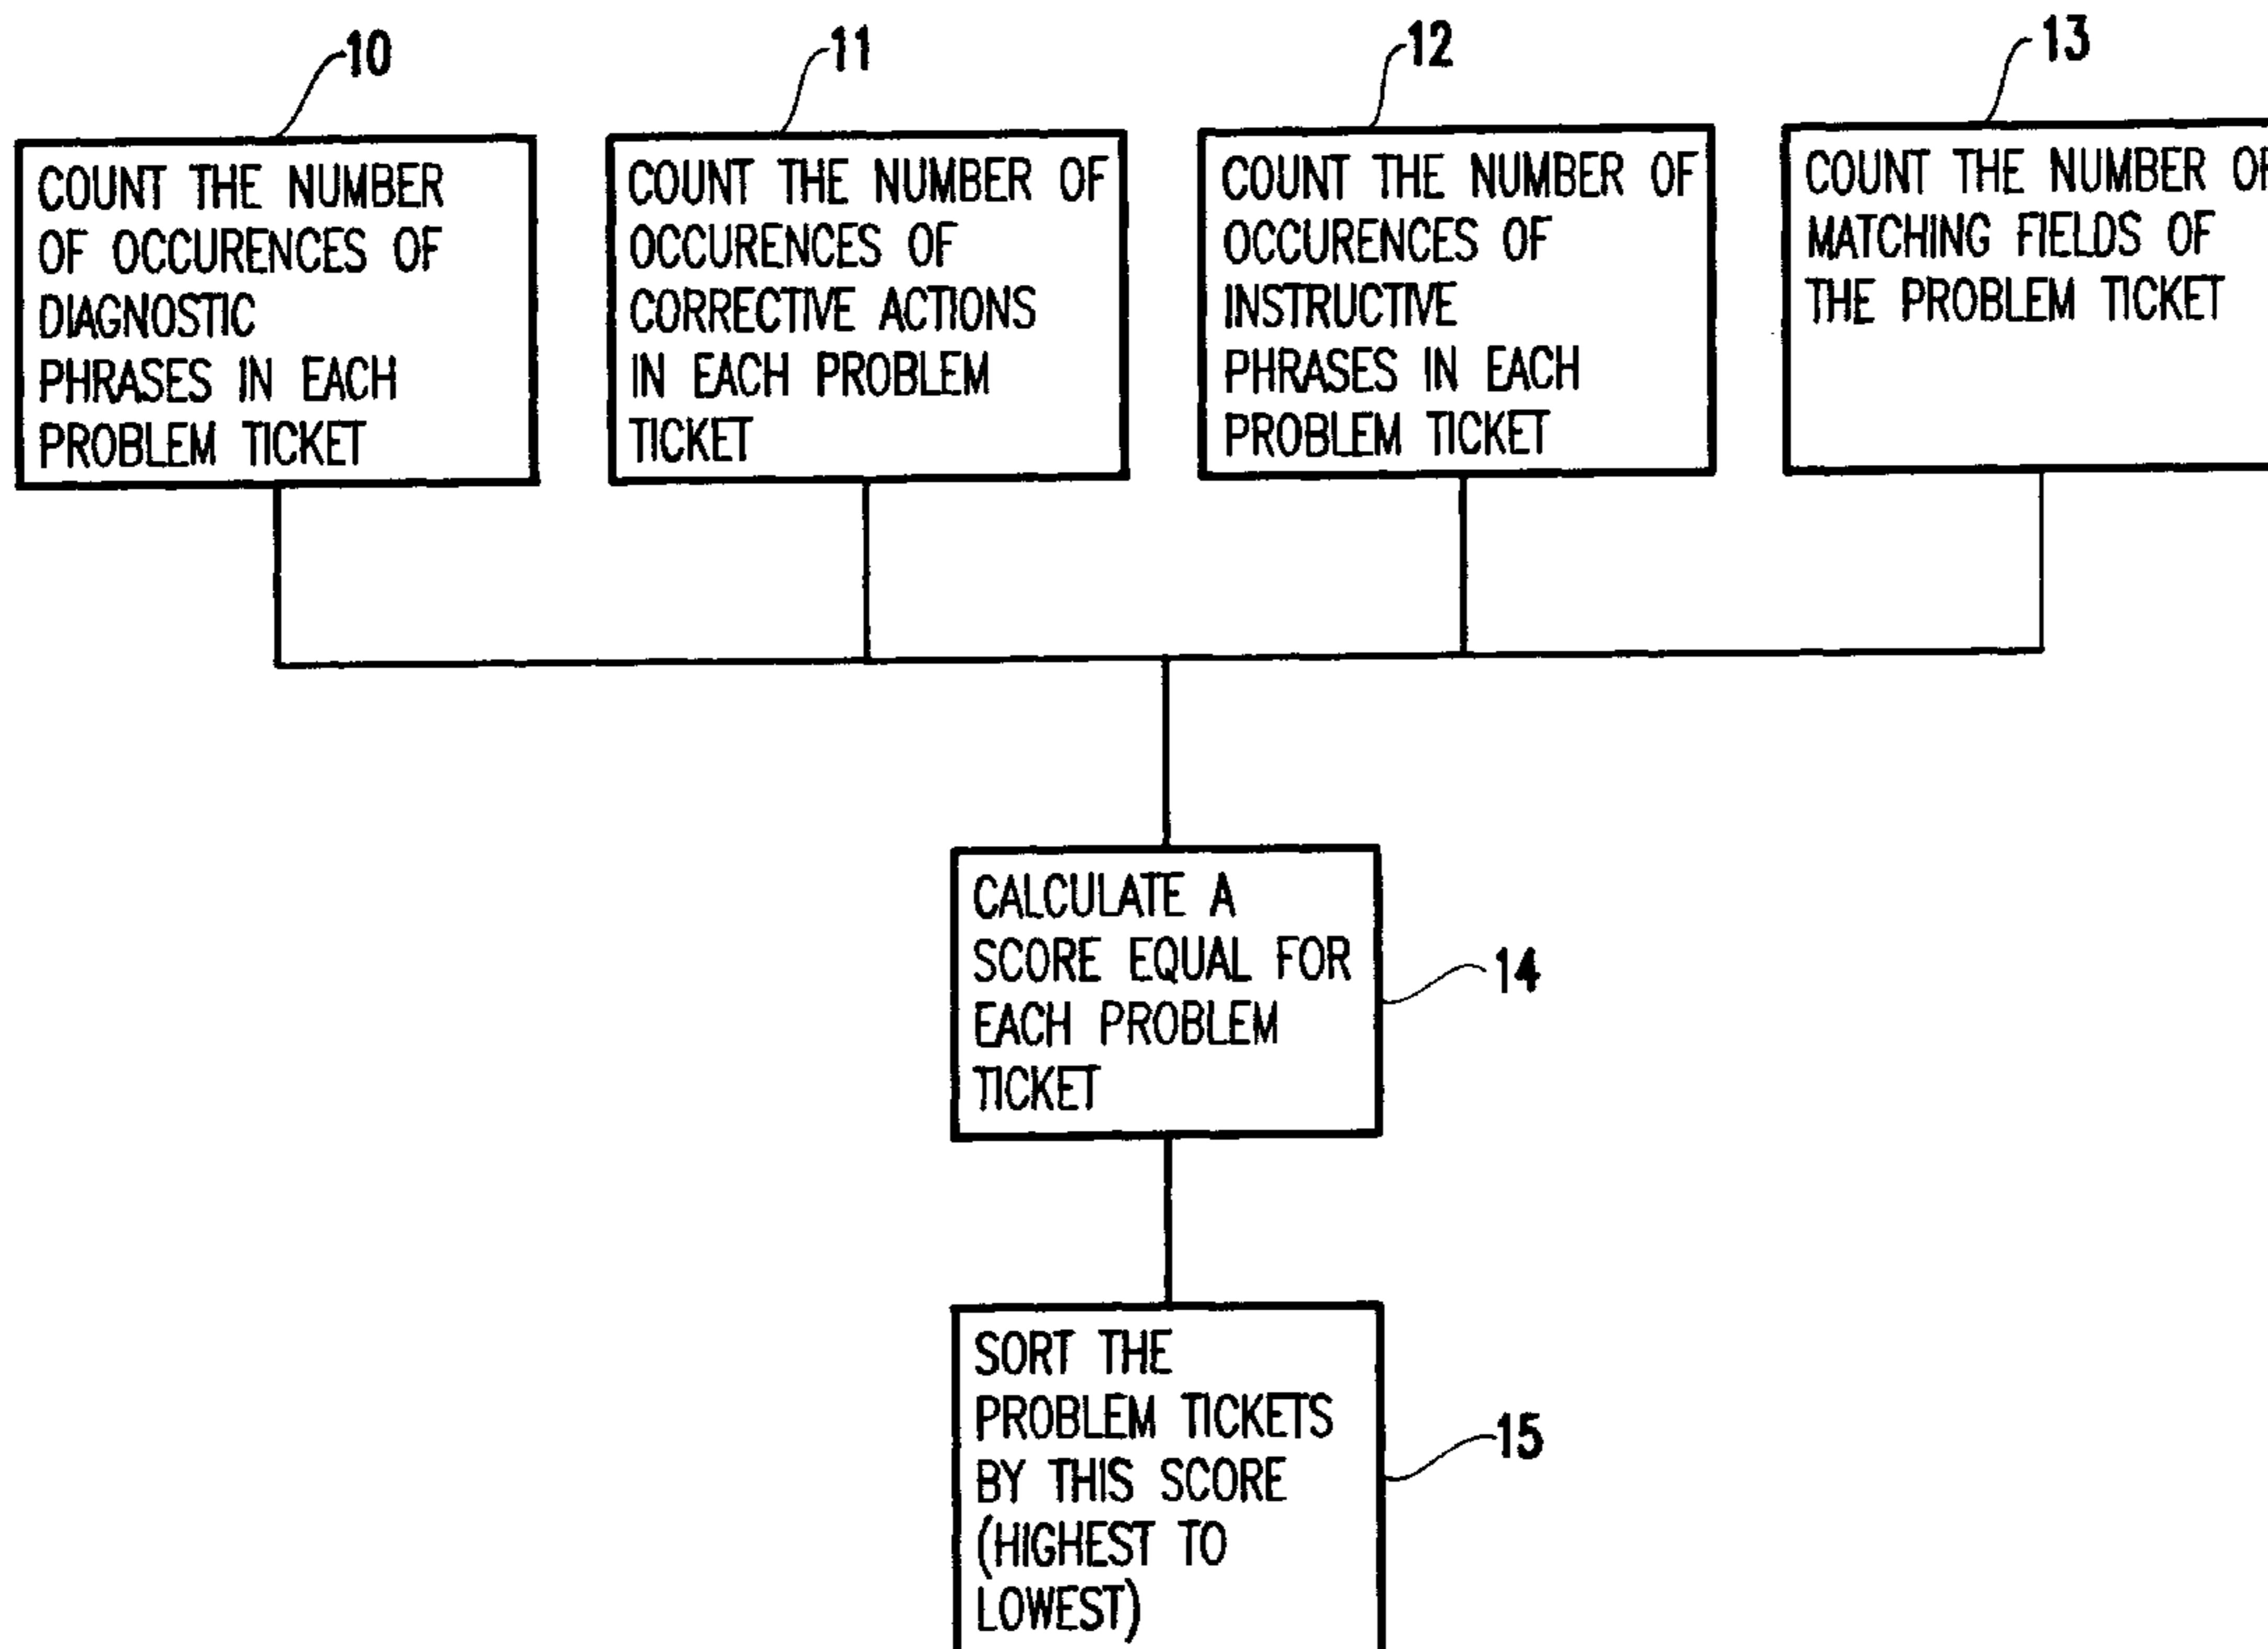 10
COUNT THE NUMBER
OF OCCURENCES OF
DIAGNOSTIC
PHRASES IN EACH
PROBLEM TICKET
11
COUNT THE NUMBER OF
OCCURENCES OF
CORRECTIVE ACTIONS
IN EACH PROBLEM
TICKET
12
COUNT THE NUMBER OF
OCCURENCES OF
INSTRUCTIVE
PHRASES IN EACH
PROBLEM TICKET
13
COUNT THE NUMBER OF
MATCHING FIELDS OF
THE PROBLEM TICKET
CALCULATE A
SCORE EQUAL FOR
EACH PROBLEM
TICKET
14
SORT THE
PROBLEM TICKETS
BY THIS SCORE
(HIGHEST TO
LOWEST)
15